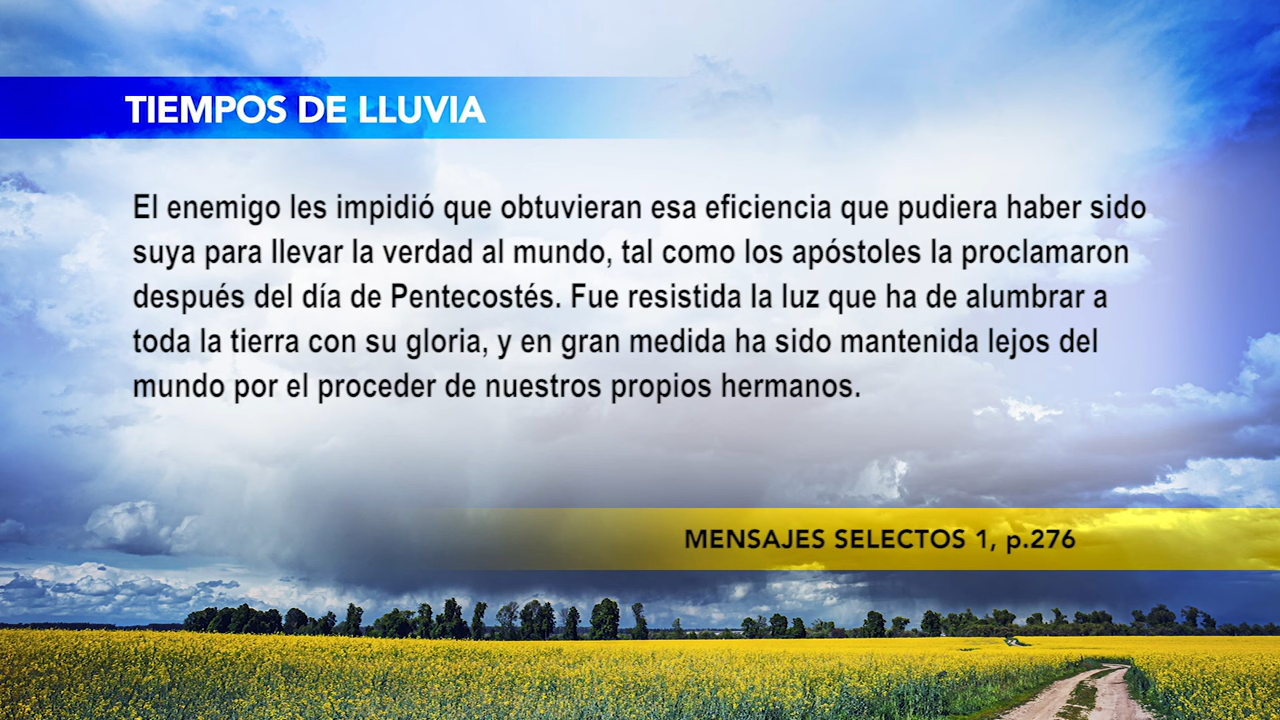 TIEMPOS DE LLUVIA
El enemigo les impidió que obtuvieran esa eficiencia que pudiera haber sido
suya para llevar la verdad al mundo, tal como los apóstoles la proclamaron
después del día de Pentecostés. Fue resistida la luz que ha de alumbrar a
toda la tierra con su gloria, y en gran medida ha sido mantenida lejos del
mundo por el proceder de nuestros propios hermanos.
MENSAJES SELECTOS 1, p.276